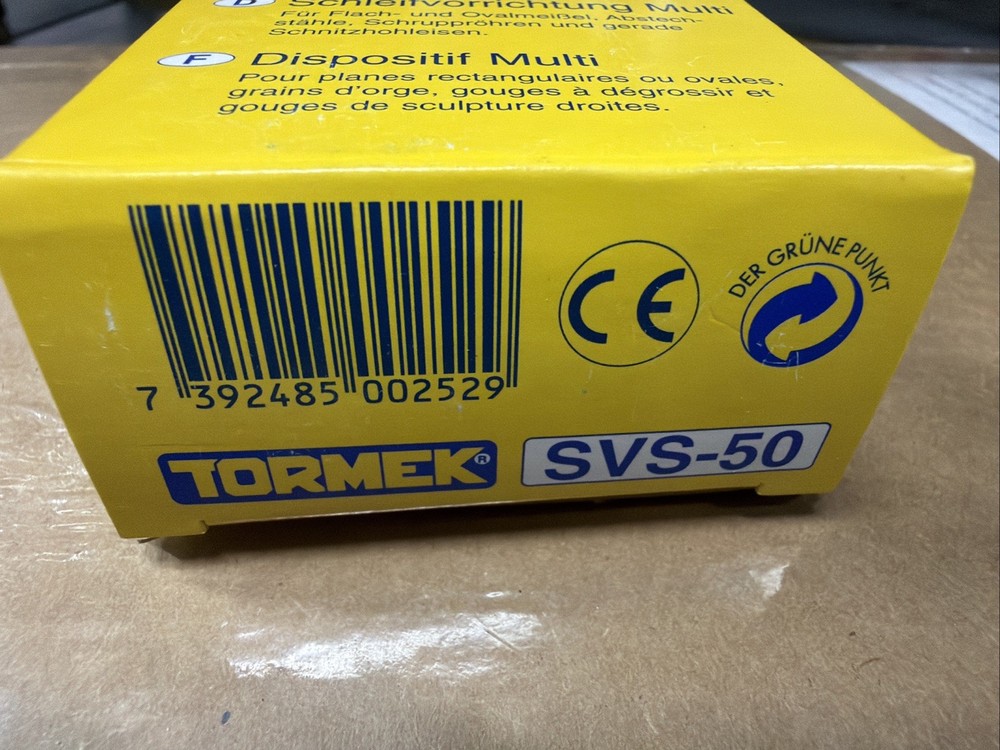 D Schleifvorrichtung Multi
Für Flach- und Ovalmeißel, Abstech-
stähle, Schrupprohren und gerade
Schnitzhohleisen.
F Dispositif Multi
Pour planes rectangulaires ou ovales,
grains d'orge, gouges à dégrossir et
gouges de sculpture droites.
DER GRÜNE PUNKT
CE
7 392485 002529
TORMEK®
SVS-50